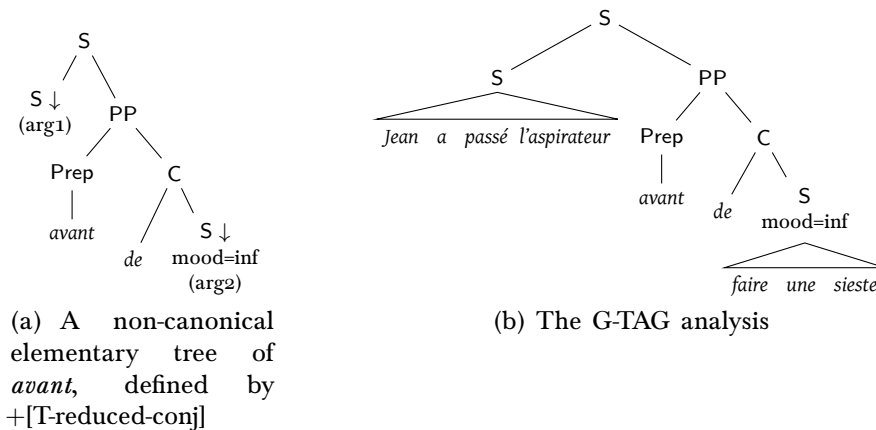 S
S ↓
(arg1)
PP
Prep
C
avant
de
S ↓
mood=inf
(arg2)
(a) A non-canonical
elementary tree of
avant, defined by
+[T-reduced-conj]
S
S
PP
Jean a passé l'aspirateur
Prep
C
avant
de
S
mood=inf
faire une sieste
(b) The G-TAG analysis